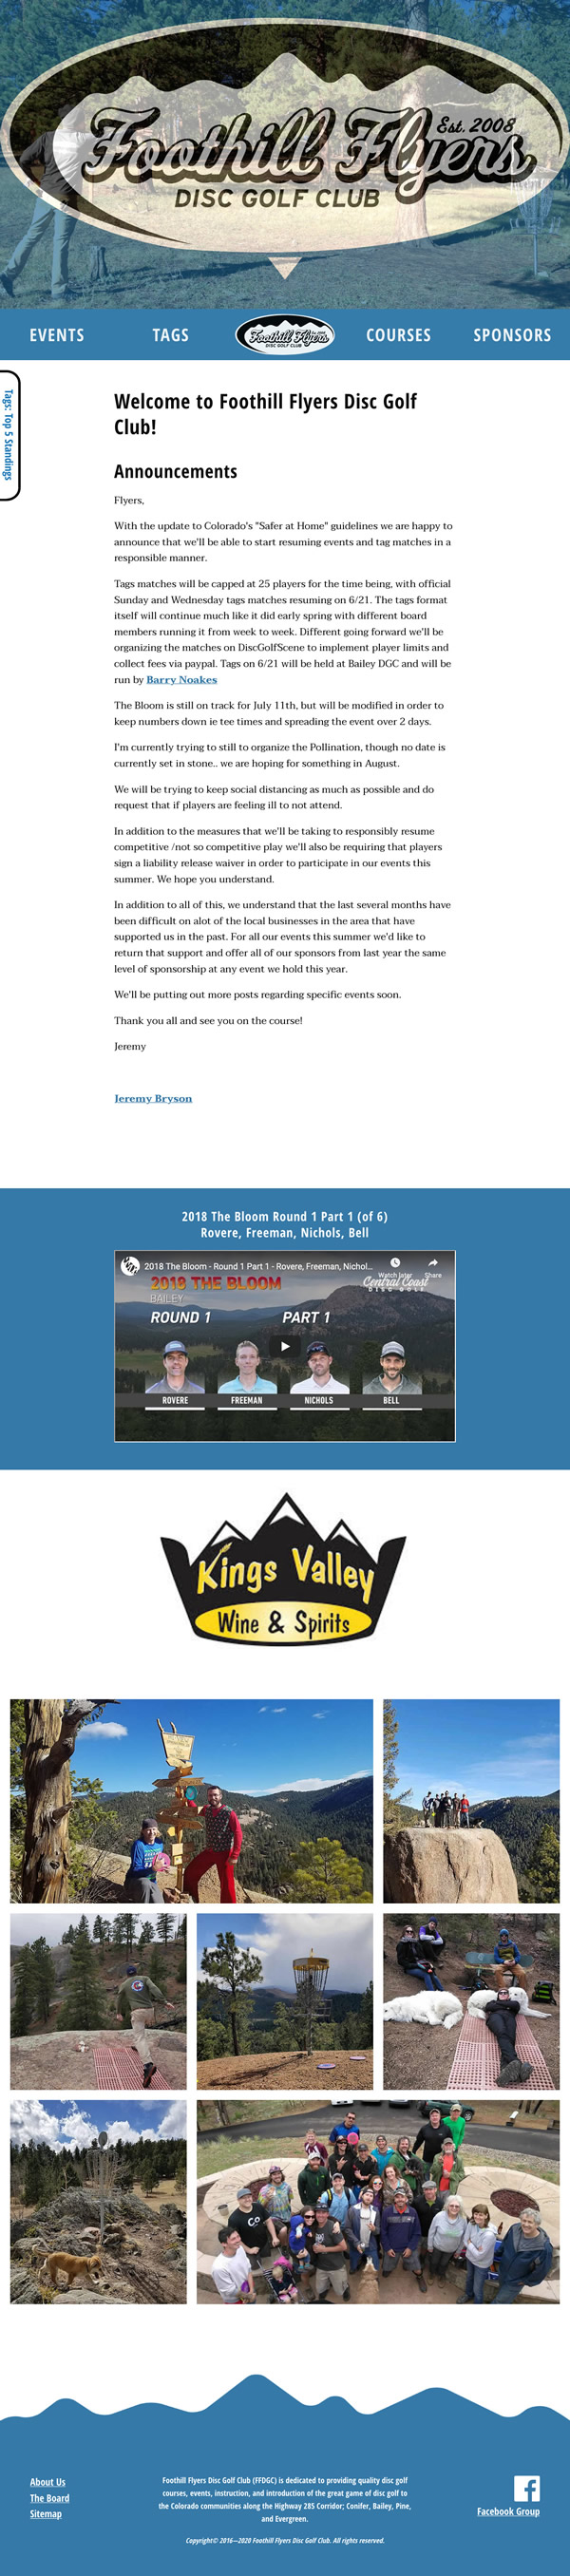 Est. 2008
Foothill Flyers
DISC GOLF CLUB
EVENTS
TAGS
Foothill Flyers
DISC GOLF CLUB
COURSES
SPONSORS
Tags: Top 5 Standings
Welcome to Foothill Flyers Disc Golf
Club!
Announcements
Flyers,
With the update to Colorado's "Safer at Home" guidelines we are happy to
announce that we'll be able to start resuming events and tag matches in a
responsible manner.
Tags matches will be capped at 25 players for the time being, with official
Sunday and Wednesday tags matches resuming on 6/21. The tags format
itself will continue much like it did early spring with different board
members running it from week to week. Different going forward we'll be
organizing the matches on DiscGolfScene to implement player limits and
collect fees via paypal. Tags on 6/21 will be held at Bailey DGC and will be
run by Barry Noakes
The Bloom is still on track for July 11th, but will be modified in order to
keep numbers down ie tee times and spreading the event over 2 days.
I'm currently trying to still to organize the Pollination, though no date is
currently set in stone.. we are hoping for something in August.
We will be trying to keep social distancing as much as possible and do
request that if players are feeling ill to not attend.
In addition to the measures that we'll be taking to responsibly resume
competitive /not so competitive play we'll also be requiring that players
sign a liability release waiver in order to participate in our events this
summer. We hope you understand.
In addition to all of this, we understand that the last several months have
been difficult on alot of the local businesses in the area that have
supported us in the past. For all our events this summer we'd like to
return that support and offer all of our sponsors from last year the same
level of sponsorship at any event we hold this year.
We'll be putting out more posts regarding specific events soon.
Thank you all and see you on the course!
Jeremy
Jeremy Bryson
2018 The Bloom Round 1 Part 1 (of 6)
Rovere, Freeman, Nichols, Bell
2018 The Bloom - Round 1 Part 1 - Rovere, Freeman, Nichol...
Watch later
Share
2018 THE BLOOM
Central Coast
DISC GOLF
BAILEY
ROUND 1
PART 1
ROVERE
FREEMAN
NICHOLS
BELL
Kings Valley
Wine & Spirits
About Us
The Board
Sitemap
Foothill Flyers Disc Golf Club (FFDGC) is dedicated to providing quality disc golf
courses, events, instruction, and introduction of the great game of disc golf to
the Colorado communities along the Highway 285 Corridor; Conifer, Bailey, Pine,
and Evergreen.
Copyright© 2016—2020 Foothill Flyers Disc Golf Club. All rights reserved.
Facebook Group